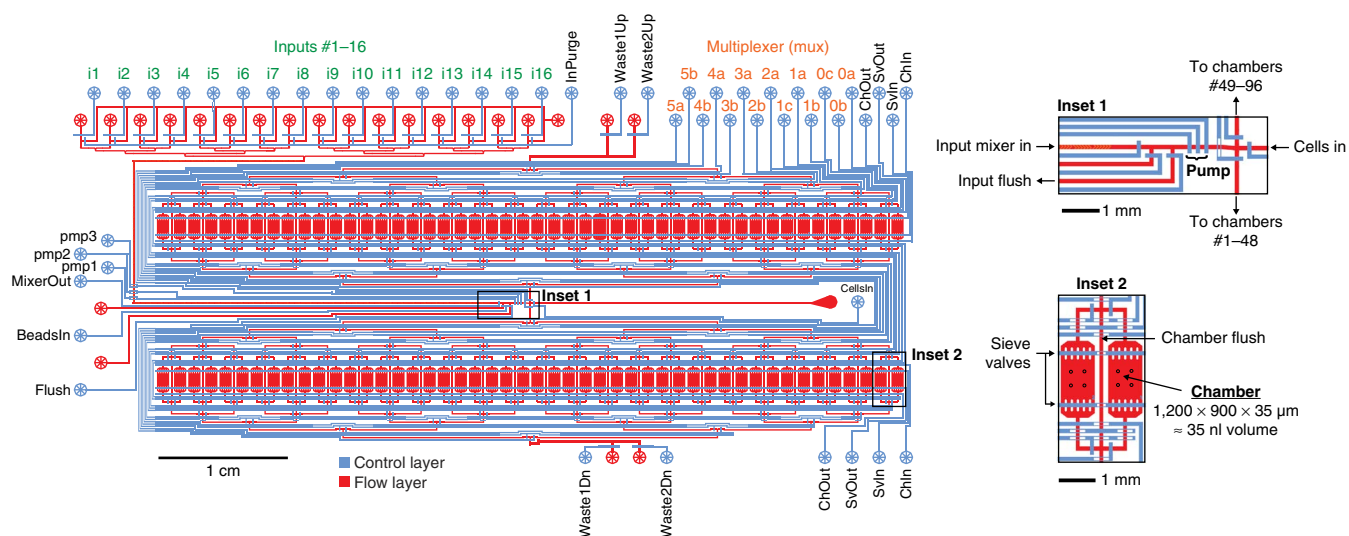 Inputs #1–16
i1 i2 i3 i4 i5 i6 i7 i8 i9 i10 i11 i12 i13 i14 i15 i16
InPurge
Waste1Up
Waste2Up
Multiplexer (mux)
5b 4a 3a 2a 1a 0c 0a
5a 4b 3b 2b 1c 1b 0b
ChOut
SvOut
SvIn
ChIn
pmp3
pmp2
pmp1
MixerOut
BeadsIn
Flush
Inset 1
CellsIn
Inset 2
1 cm
Control layer
Flow layer
Waste1Dn
Waste2Dn
ChOut
SvOut
SvIn
ChIn
To chambers
#49–96
Inset 1
Input mixer in
Cells in
Pump
Input flush
1 mm
To chambers
#1–48
Inset 2
Sieve
valves
Chamber flush
Chamber
1,200 × 900 × 35 μm
≈ 35 nl volume
1 mm